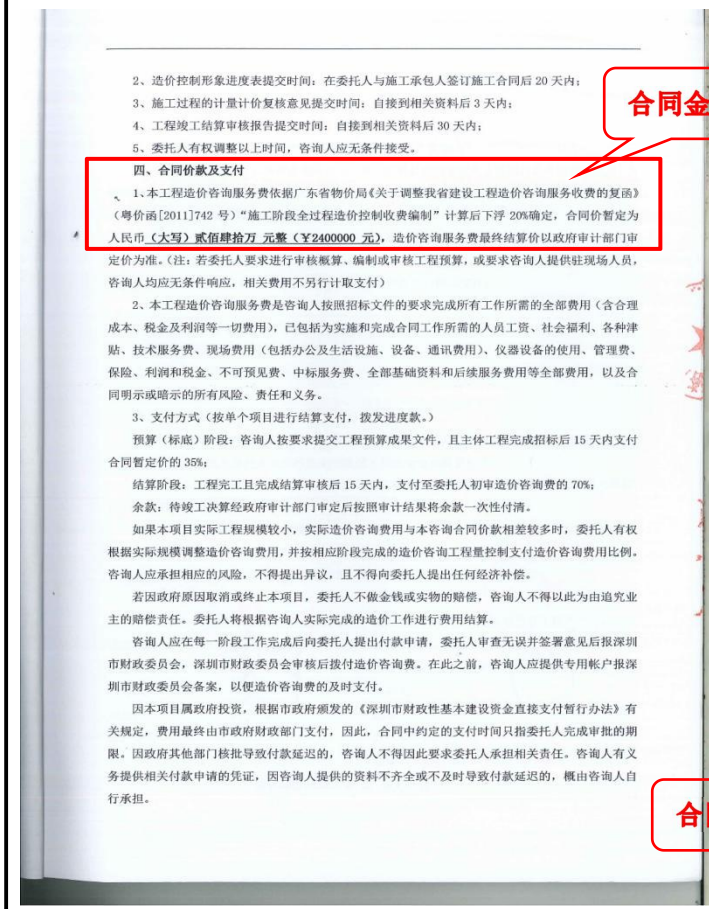 2、造价控制形象进度表提交时间：在委托人与施工承包人签订施工合同后 20 天内；
3、施工过程的计量计价复核意见提交时间：自接到相关资料后 3 天内；
合同金
4、工程竣工结算审核报告提交时间：自接到相关资料后 30 天内；
5、委托人有权调整以上时间，咨询人应无条件接受。
四、合同价款及支付
1、本工程造价咨询服务费依据广东省物价局《关于调整我省建设工程造价咨询服务收费的复函》
（粤价函[2011]742 号）“施工阶段全过程造价控制收费编制”计算后下浮 20%确定，合同价暂定为
人民币（大写）贰佰肆拾万 元整（￥2400000 元），造价咨询服务费最终结算价以政府审计部门审
定价为准。（注：若委托人要求进行审核概算、编制或审核工程预算，或要求咨询人提供驻现场人员，
咨询人均应无条件响应，相关费用不另行计取支付）
2、本工程造价咨询服务费是咨询人按照招标文件的要求完成所有工作所需的全部费用（含合理
成本、税金及利润等一切费用），已包括为实施和完成合同工作所需的人员工资、社会福利、各种津
贴、技术服务费、现场费用（包括办公及生活设施、设备、通讯费用）、仪器设备的使用、管理费、
保险、利润和税金、不可预见费、中标服务费、全部基础资料和后续服务费用等全部费用，以及合
同明示或暗示的所有风险、责任和义务。
3、支付方式（按单个项目进行结算支付，拨发进度款。）
预算（标底）阶段：咨询人按要求提交工程预算成果文件，且主体工程完成招标后 15 天内支付
合同暂定价的 35%；
结算阶段：工程完工且完成结算审核后 15 天内，支付至委托人初审造价咨询费的 70%；
余款：待竣工决算经政府审计部门审定后按照审计结果将余款一次性付清。
如果本项目实际工程规模较小，实际造价咨询费用与本咨询合同价款相差较多时，委托人有权
根据实际规模调整造价咨询费用，并按相应阶段完成的造价咨询工程量控制支付造价咨询费用比例。
咨询人应承担相应的风险，不得提出异议，且不得向委托人提出任何经济补偿。
若因政府原因取消或终止本项目，委托人不做金钱或实物的赔偿，咨询人不得以此为由追究业
主的赔偿责任。委托人将根据咨询人实际完成的造价工作进行费用结算。
咨询人应在每一阶段工作完成后向委托人提出付款申请，委托人审查无误并签署意见后报深圳
市财政委员会，深圳市财政委员会审核后拨付造价咨询费。在此之前，咨询人应提供专用帐户报深
圳市财政委员会备案，以便造价咨询费的及时支付。
因本项目属政府投资，根据市政府颁发的《深圳市财政性基本建设资金直接支付暂行办法》有
关规定，费用最终由市政府财政部门支付，因此，合同中约定的支付时间只指委托人完成审批的期
限。因政府其他部门核批导致付款延迟的，咨询人不得因此要求委托人承担相关责任。咨询人有义
务提供相关付款申请的凭证，因咨询人提供的资料不齐全或不及时导致付款延迟的，概由咨询人自
行承担。
合